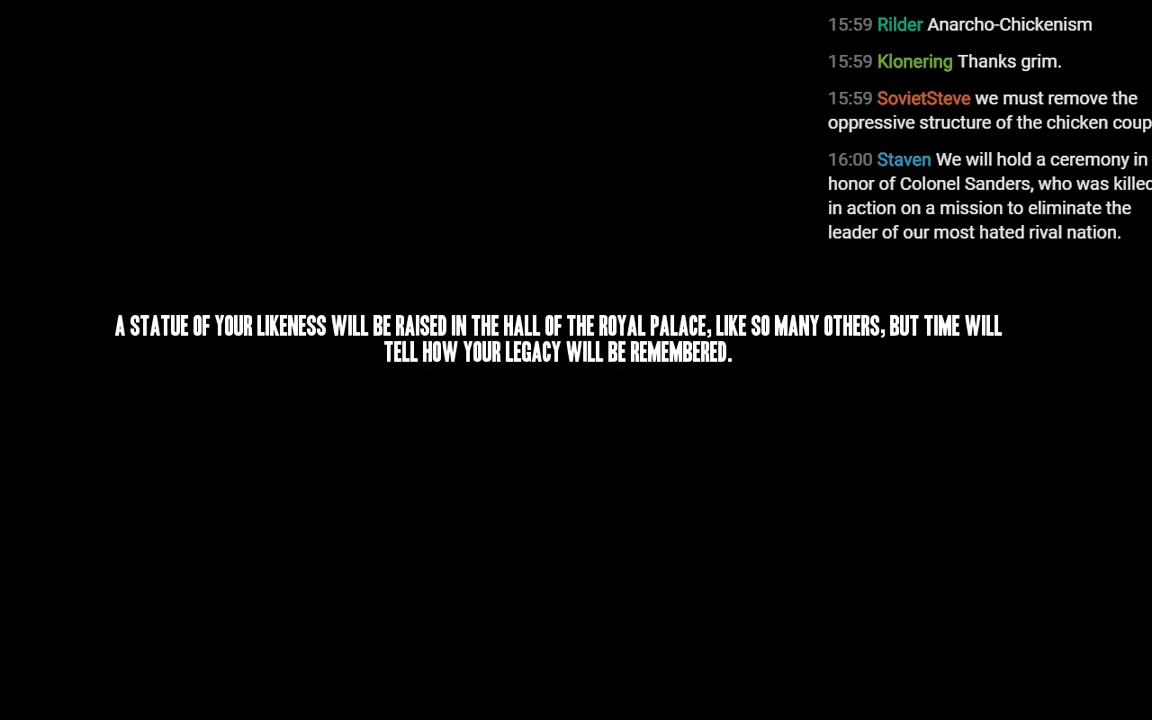 15:59 Rilder Anarcho-Chickenism
15:59 Klonering Thanks grim.
15:59 SovietSteve we must remove the
oppressive structure of the chicken coup
16:00 Staven We will hold a ceremony in
honor of Colonel Sanders, who was killed
in action on a mission to eliminate the
leader of our most hated rival nation.
A STATUE OF YOUR LIKENESS WILL BE RAISED IN THE HALL OF THE ROYAL PALACE, LIKE SO MANY OTHERS, BUT TIME WILL
TELL HOW YOUR LEGACY WILL BE REMEMBERED.